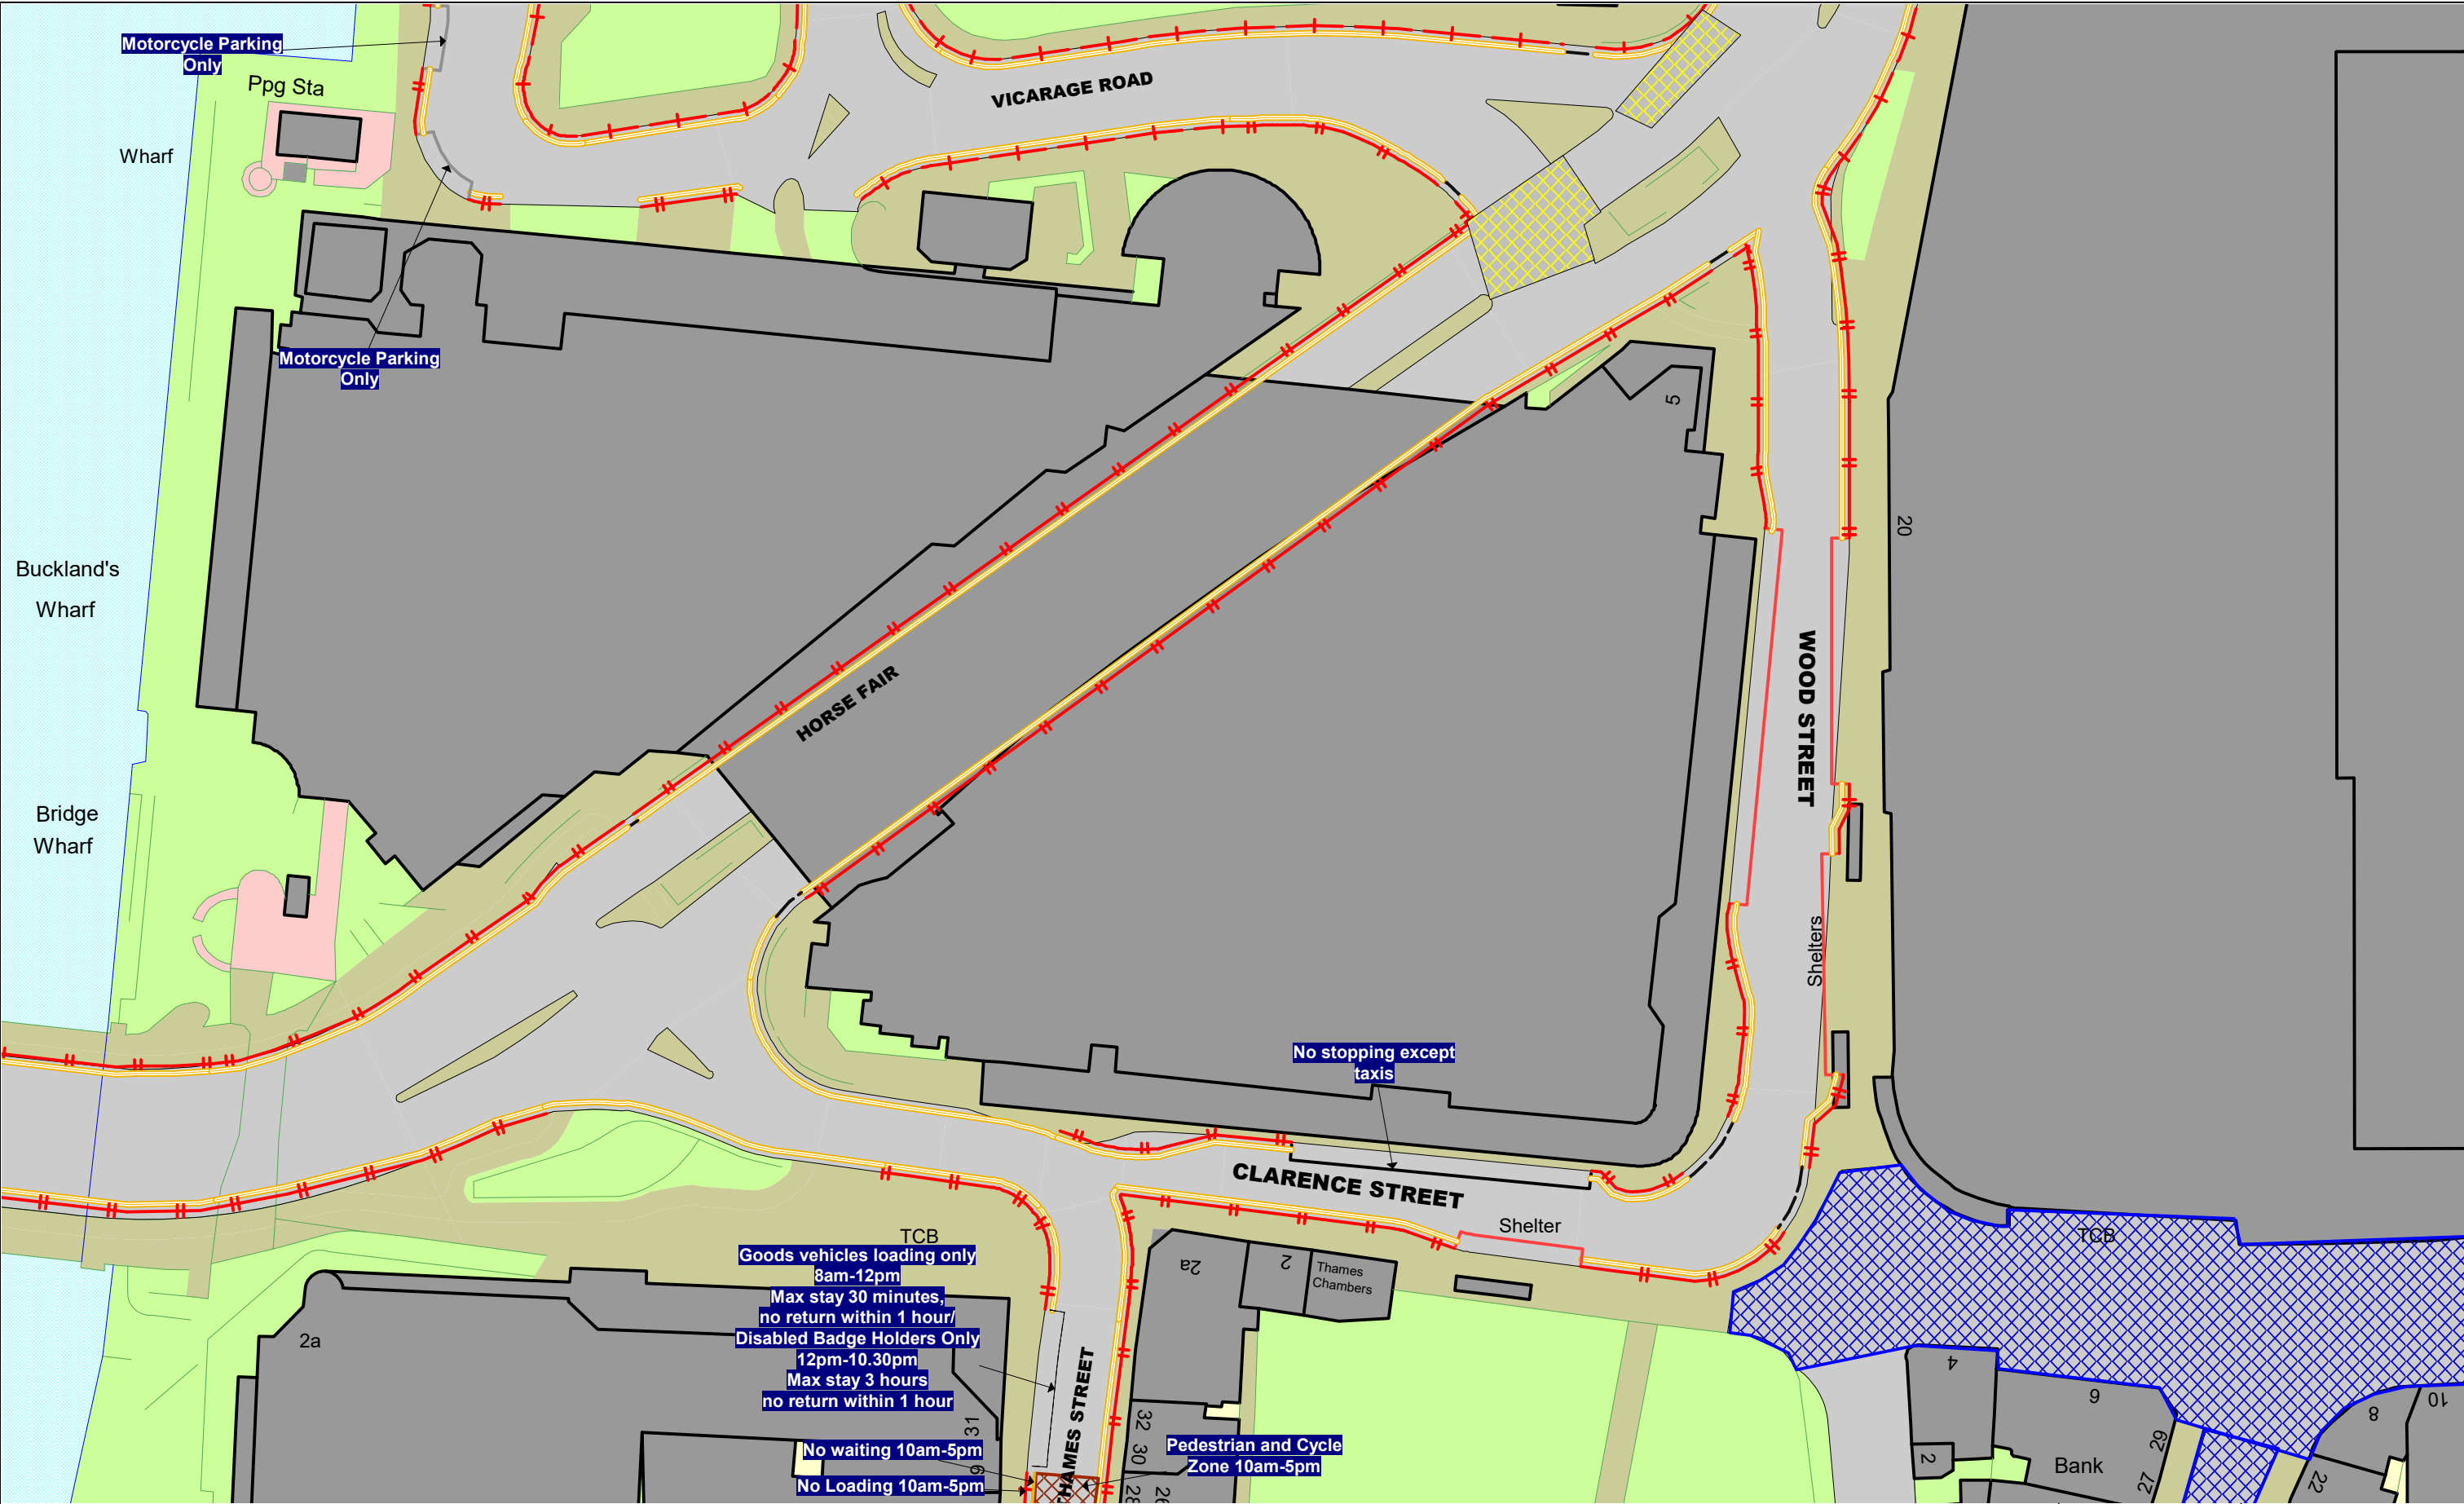 Motorcycle Parking
Only
Ppg Sta
Wharf
VICARAGE ROAD
Motorcycle Parking
Only
5
20
Buckland's
Wharf
HORSE FAIR
WOOD STREET
Bridge
Wharf
Shelters
No stopping except
taxis
CLARENCE STREET
Shelter
TCB
TCB
Goods vehicles loading only
8am-12pm
Max stay 30 minutes,
no return within 1 hour/
Disabled Badge Holders Only
12pm-10.30pm
Max stay 3 hours
no return within 1 hour
2a
2
Thames
Chambers
2a
THAMES STREET
4
6
8
10
31
32
30
29
27
2
Bank
22
No waiting 10am-5pm
Pedestrian and Cycle
Zone 10am-5pm
No Loading 10am-5pm
9
28
26